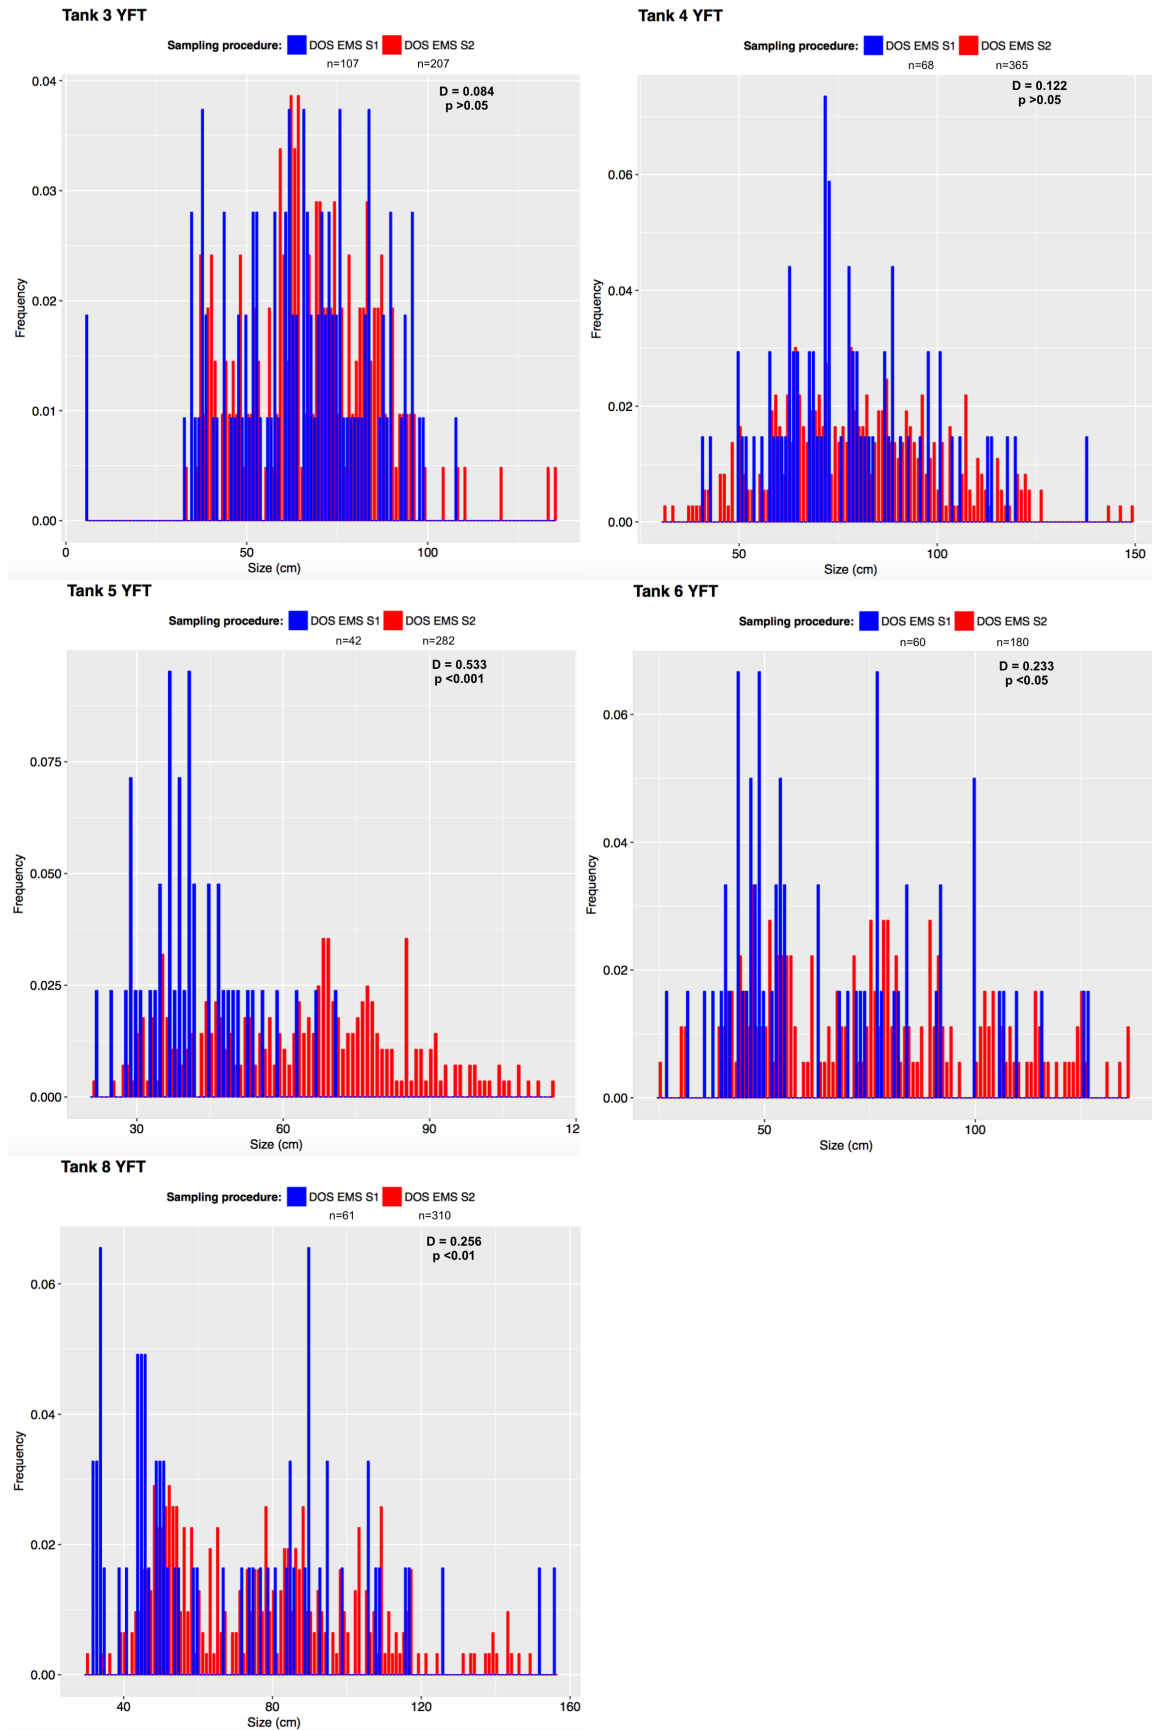 Tank 3 YFT
Sampling procedure: DOS EMS S1 DOS EMS S2
n=107 n=207
D = 0.084
p >0.05
0.04
0.03
0.02
0.01
0.00
Frequency
0 50 100
Size (cm)
Tank 4 YFT
Sampling procedure: DOS EMS S1 DOS EMS S2
n=68 n=365
D = 0.122
p >0.05
0.06
0.04
0.02
0.00
Frequency
50 100 150
Size (cm)
Tank 5 YFT
Sampling procedure: DOS EMS S1 DOS EMS S2
n=42 n=282
D = 0.533
p <0.001
0.075
0.050
0.025
0.000
Frequency
30 60 90 12
Size (cm)
Tank 6 YFT
Sampling procedure: DOS EMS S1 DOS EMS S2
n=60 n=180
D = 0.233
p <0.05
0.06
0.04
0.02
0.00
Frequency
50 100
Size (cm)
Tank 8 YFT
Sampling procedure: DOS EMS S1 DOS EMS S2
n=61 n=310
D = 0.256
p <0.01
0.06
0.04
0.02
0.00
Frequency
40 80 120 160
Size (cm)